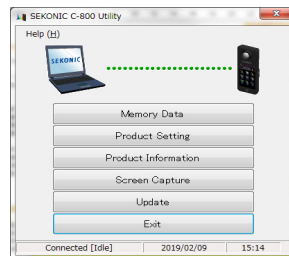 SEKONIC C-800 Utility
Help (H)
SEKONIC
Memory Data
Product Setting
Product Information
Screen Capture
Update
Exit
Connected [Idle] 2019/02/09 15:14